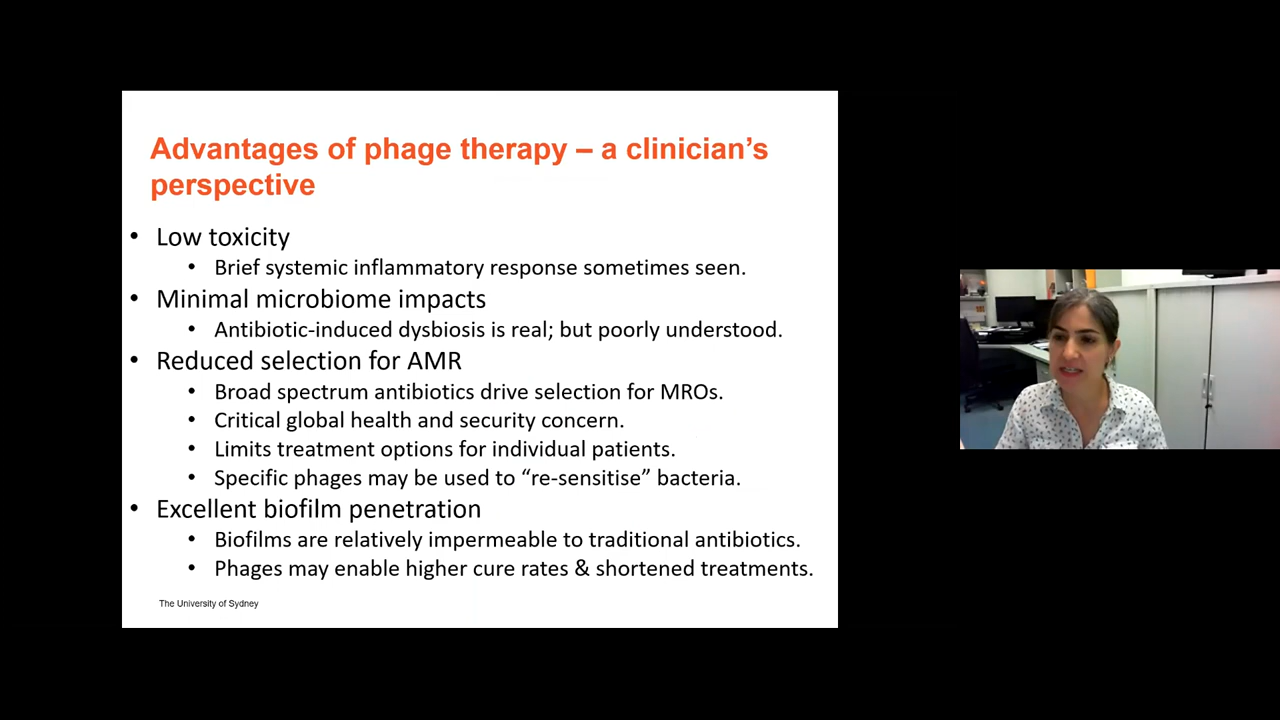 Advantages of phage therapy – a clinician’s
perspective
• Low toxicity
• Brief systemic inflammatory response sometimes seen.
• Minimal microbiome impacts
• Antibiotic-induced dysbiosis is real; but poorly understood.
• Reduced selection for AMR
• Broad spectrum antibiotics drive selection for MROs.
• Critical global health and security concern.
• Limits treatment options for individual patients.
• Specific phages may be used to “re-sensitise” bacteria.
• Excellent biofilm penetration
• Biofilms are relatively impermeable to traditional antibiotics.
• Phages may enable higher cure rates & shortened treatments.
The University of Sydney